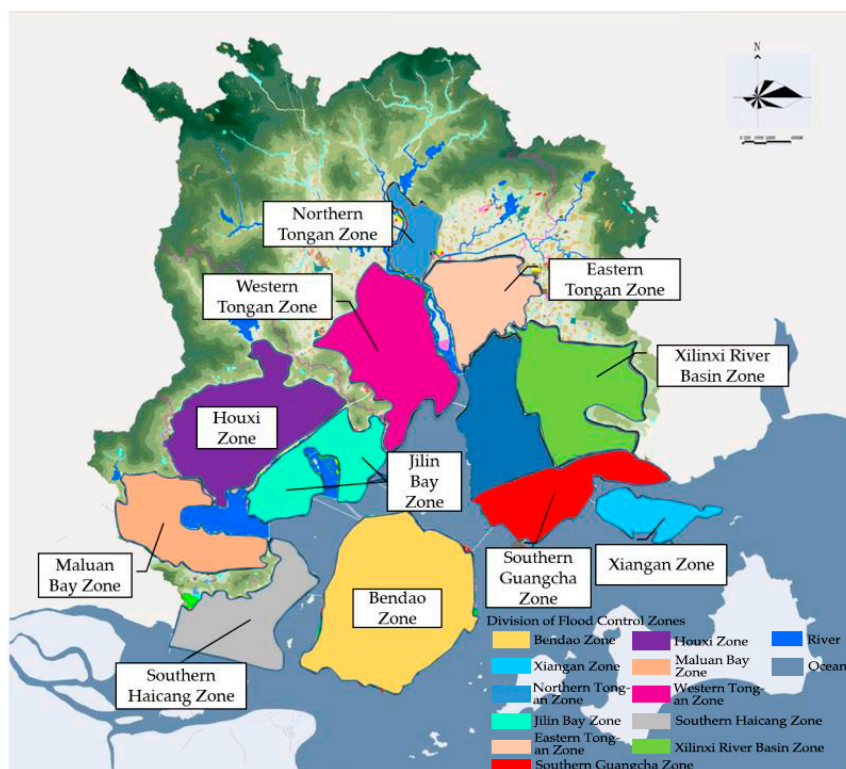 N
Northern
Tongan Zone
Western
Tongan Zone
Eastern
Tongan Zone
Xilinxi River
Basin Zone
Houxi
Zone
Jilin
Bay
Zone
Maluan
Bay Zone
Southern
Guangcha
Zone
Xiangan Zone
Bendao
Zone
Southern
Haicang Zone
Division of Flood Control Zones
Bendao Zone
Houxi Zone
River
Xiangan Zone
Maluan Bay
Zone
Ocean
Northern Tong-
an Zone
Western Tong-
an Zone
Jilin Bay Zone
Southern Haicang Zone
Eastern Tong-
an Zone
Xilinxi River Basin Zone
Southern Guangcha Zone